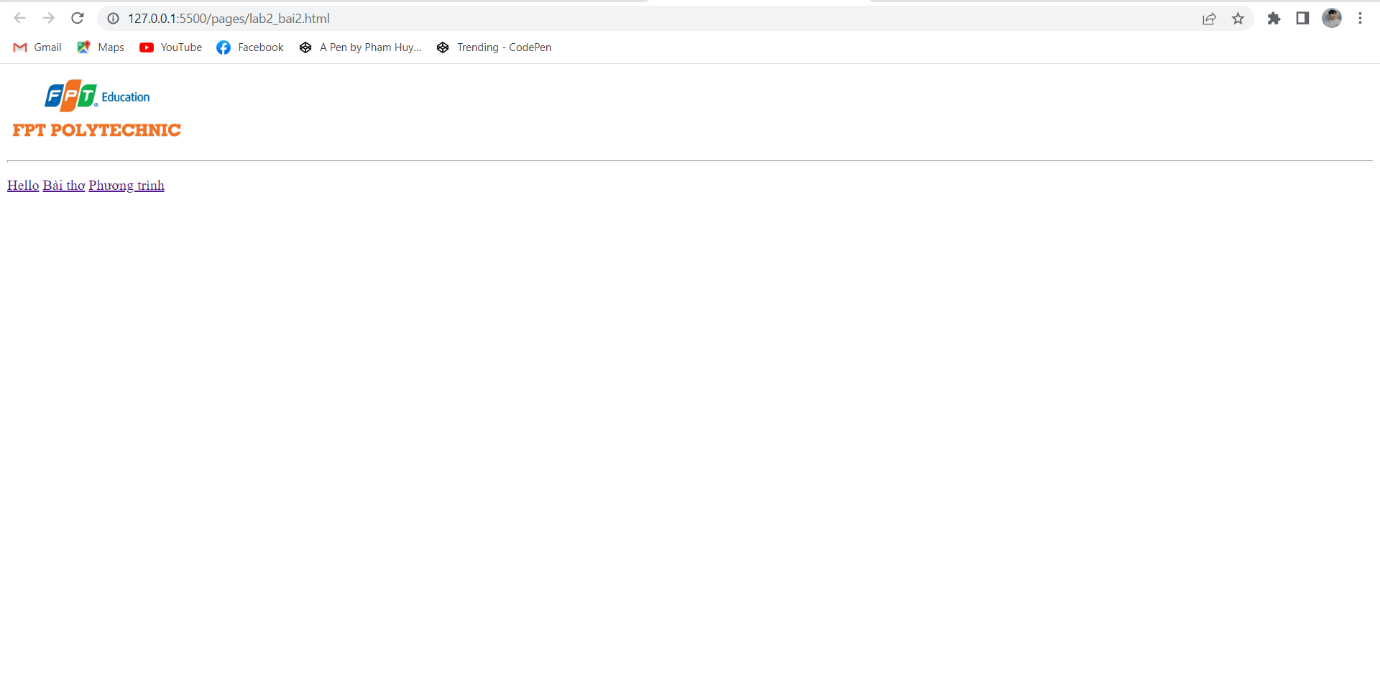 127.0.0.1:5500/pages/lab2_bai2.html
Gmail Maps YouTube Facebook A Pen by Phạm Huy... Trending - CodePen
FPT Education
FPT POLYTECHNIC
Hello Bài thơ Phương trình